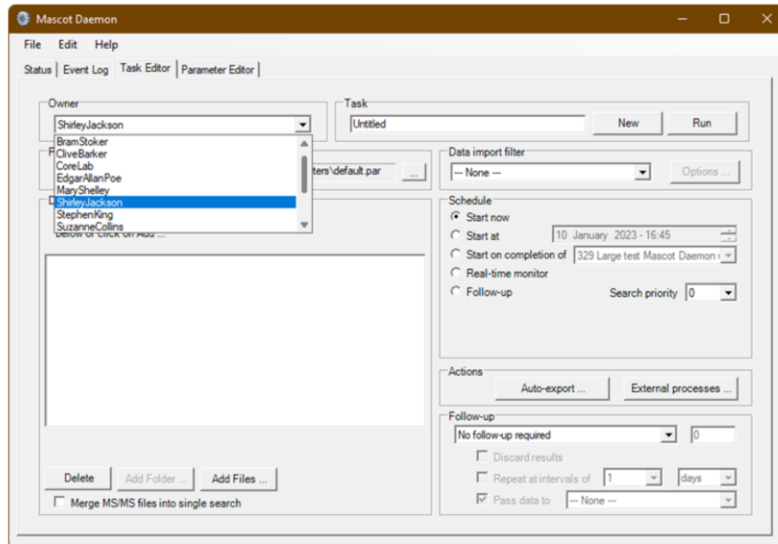 Mascot Daemon
File Edit Help
Status Event Log Task Editor Parameter Editor
Owner
ShirleyJackson
BramStoker
CliveBarker
CoreLab
EdgarAllanPoe
MaryShelley
ShirleyJackson
StephenKing
SuzanneCollins
Task
Untitled
New
Run
ters\default.par
...
Data import filter
-- None --
Options ...
below or click on Add ...
Schedule
Start now
Start at
10 January 2023 - 16:45
Start on completion of
329 Large test Mascot Daemon
Real-time monitor
Follow-up
Search priority
0
Actions
Auto-export ...
External processes ...
Follow-up
No follow-up required
0
Discard results
Repeat at intervals of
1
days
Pass data to
-- None --
Delete
Add Folder ...
Add Files ...
Merge MS/MS files into single search